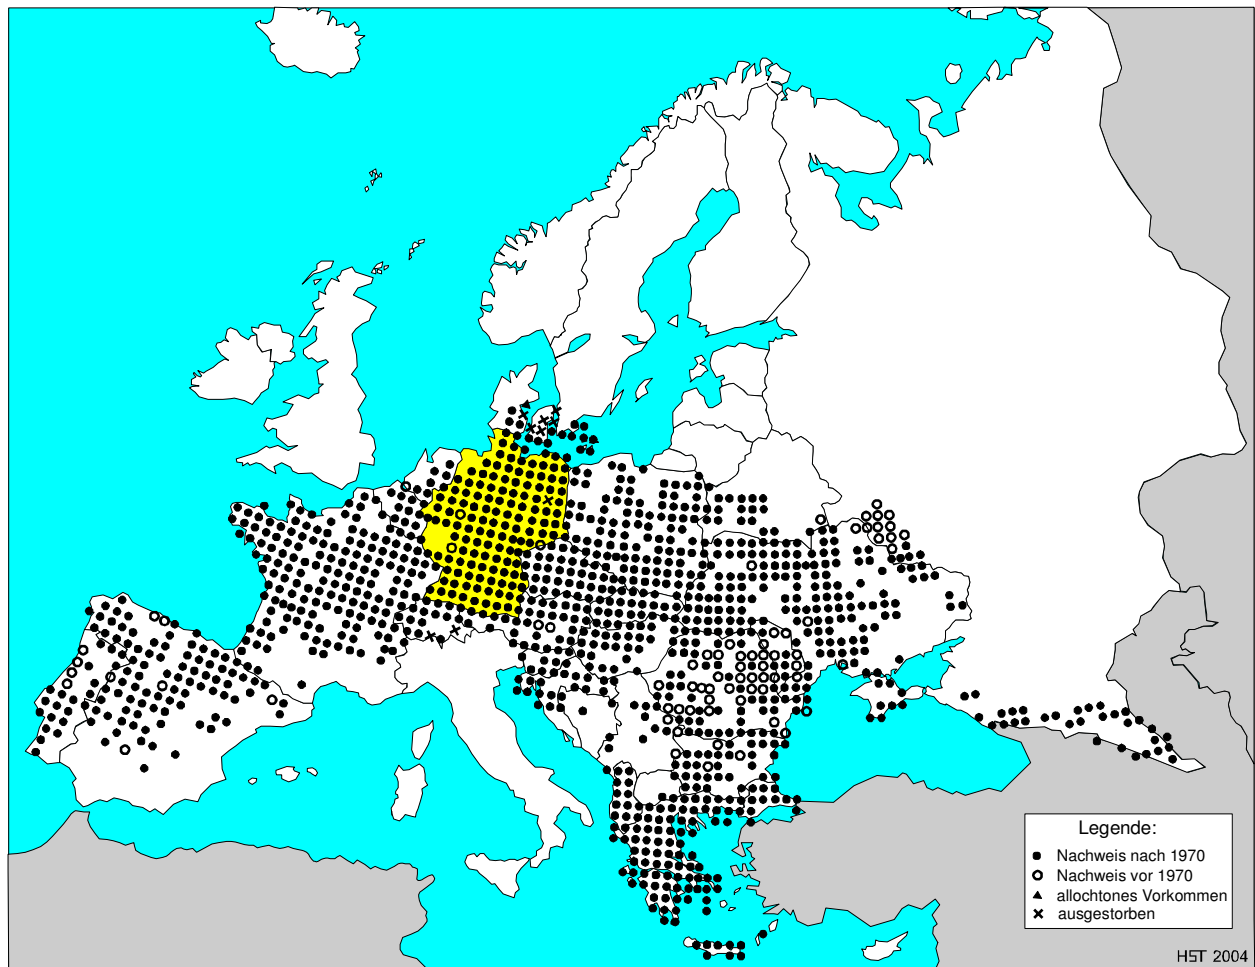 Legende:
Nachweis nach 1970
Nachweis vor 1970
allochtones Vorkommen
ausgestorben
HST 2004